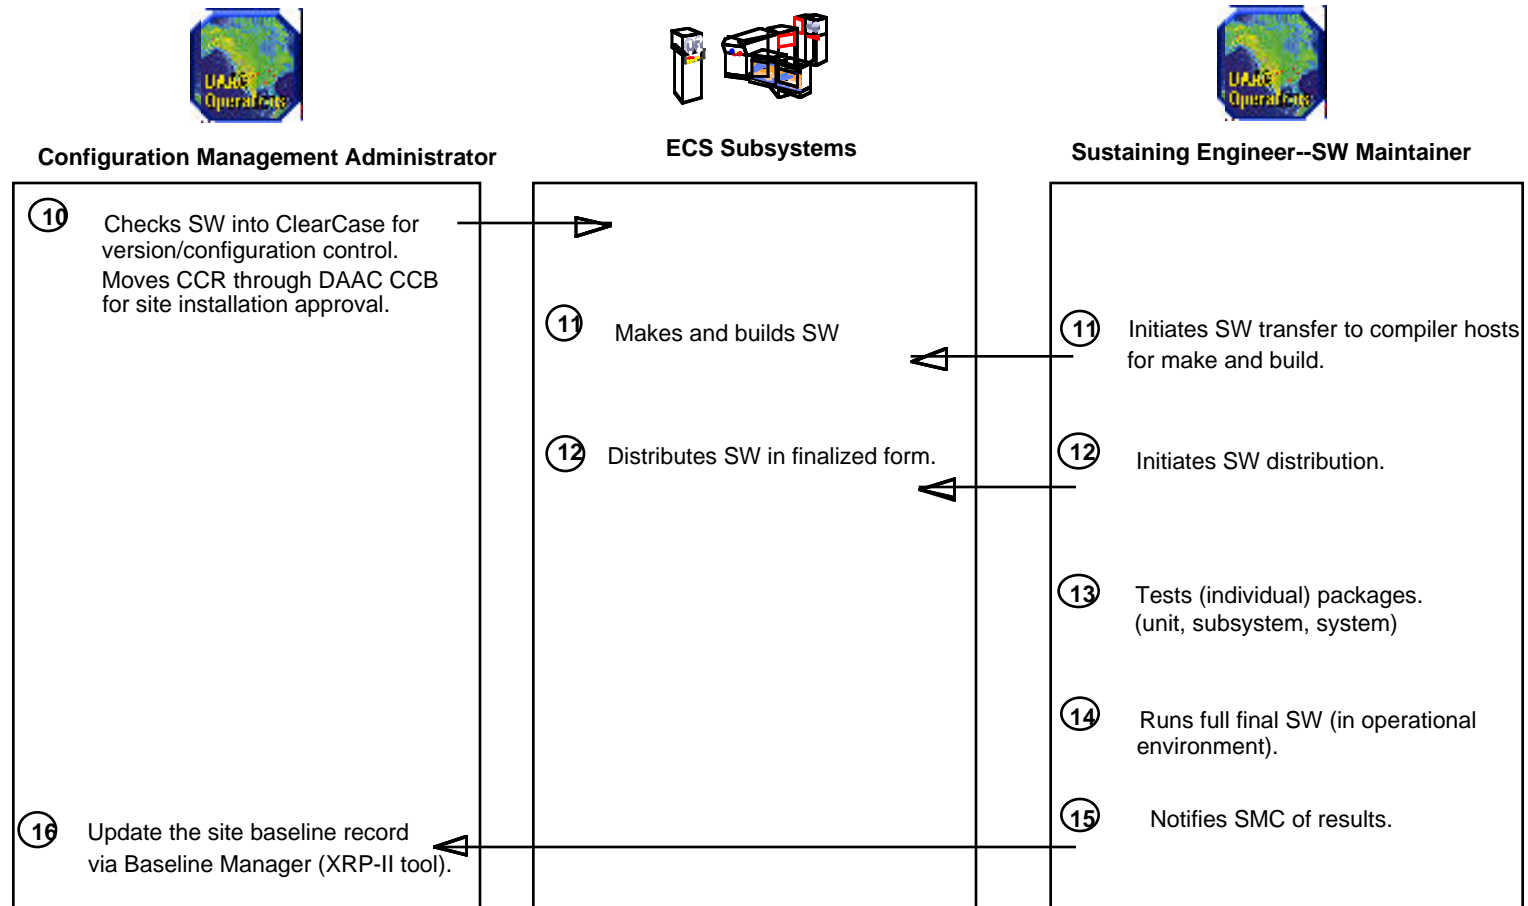 DAAC
Operations
DAAC
Operations
Configuration Management Administrator
ECS Subsystems
Sustaining Engineer--SW Maintainer
10
Checks SW into ClearCase for
version/configuration control.
Moves CCR through DAAC CCB
for site installation approval.
11
Makes and builds SW
11
Initiates SW transfer to compiler hosts
for make and build.
12
Distributes SW in finalized form.
12
Initiates SW distribution.
13
Tests (individual) packages.
(unit, subsystem, system)
14
Runs full final SW (in operational
environment).
15
Notifies SMC of results.
16
Update the site baseline record
via Baseline Manager (XRP-II tool).